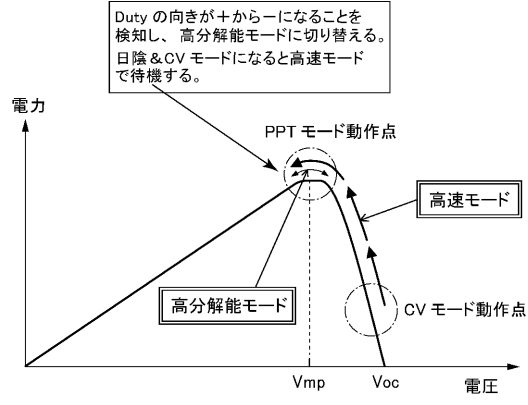 Duty の向きが＋からーになることを
検知し、高分解能モードに切り替える。
日陰＆CVモードになると高速モード
で待機する。
電力
PPT モード動作点
高速モード
高分解能モード
CV モード動作点
Vmp
Voc
電圧